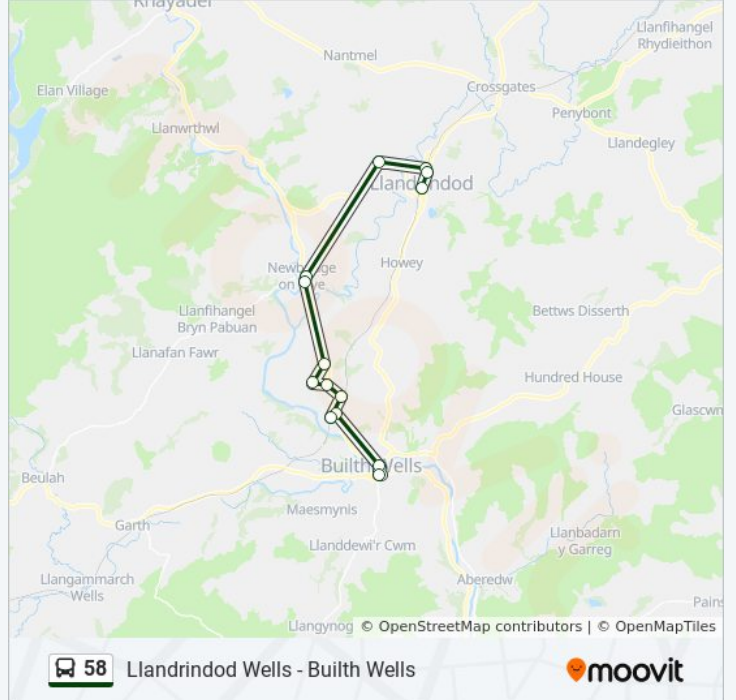 Rhayader
Llanfihangel
Rhydieithon
Nantmel
Crossgates
Elan Village
Penybont
Llanwrthwl
Llandegley
Llandrindod
Newbridge
on Wye
Howey
Llanfihangel
Bryn Pabuan
Bettws Disserth
Llanafan Fawr
Hundred House
Glascwm
Builth Wells
Beulah
Maesmynis
Garth
Llanbadarn
y Garreg
Llanddewi'r Cwm
Llangammarch
Wells
Aberedw
Pains
Llangynog
© OpenStreetMap contributors | © OpenMapTiles
58 Llandrindod Wells - Builth Wells
moovit